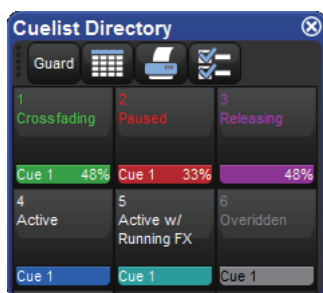 Cuelist Directory
Guard
1 2 3
Crossfading Paused Releasing
Cue 1 48% Cue 1 33% 48%
4 5 6
Active Active w/ Running FX Overidden
Cue 1 Cue 1 Cue 1